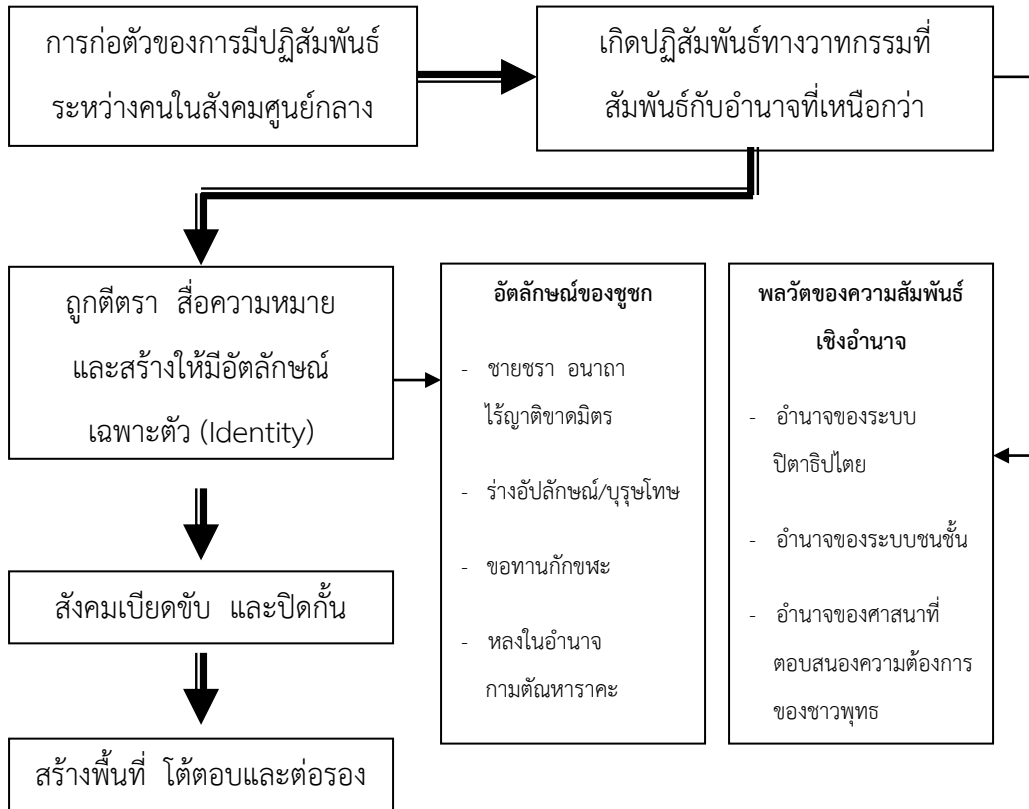 การก่อตัวของการมีปฏิสัมพันธ์
ระหว่างคนในสังคมศูนย์กลาง
เกิดปฏิสัมพันธ์ทางวาทกรรมที่
สัมพันธ์กับอำนาจที่เหนือกว่า
ถูกตีตรา สื่อความหมาย
และสร้างให้มีอัตลักษณ์
เฉพาะตัว (Identity)
อัตลักษณ์ของชูชก
- ชายชรา อนาถา
ไร้ญาติขาดมิตร
- ร่างอัปลักษณ์/บุรุษโทษ
- ขอทานกักขฬะ
- หลงในอำนาจ
กามตัณหาราคะ
พลวัตของความสัมพันธ์
เชิงอำนาจ
- อำนาจของระบบ
ปิตาธิปไตย
- อำนาจของระบบชนชั้น
- อำนาจของศาสนาที่
ตอบสนองความต้องการ
ของชาวพุทธ
สังคมเบียดขับ และปิดกั้น
สร้างพื้นที่ โต้ตอบและต่อรอง